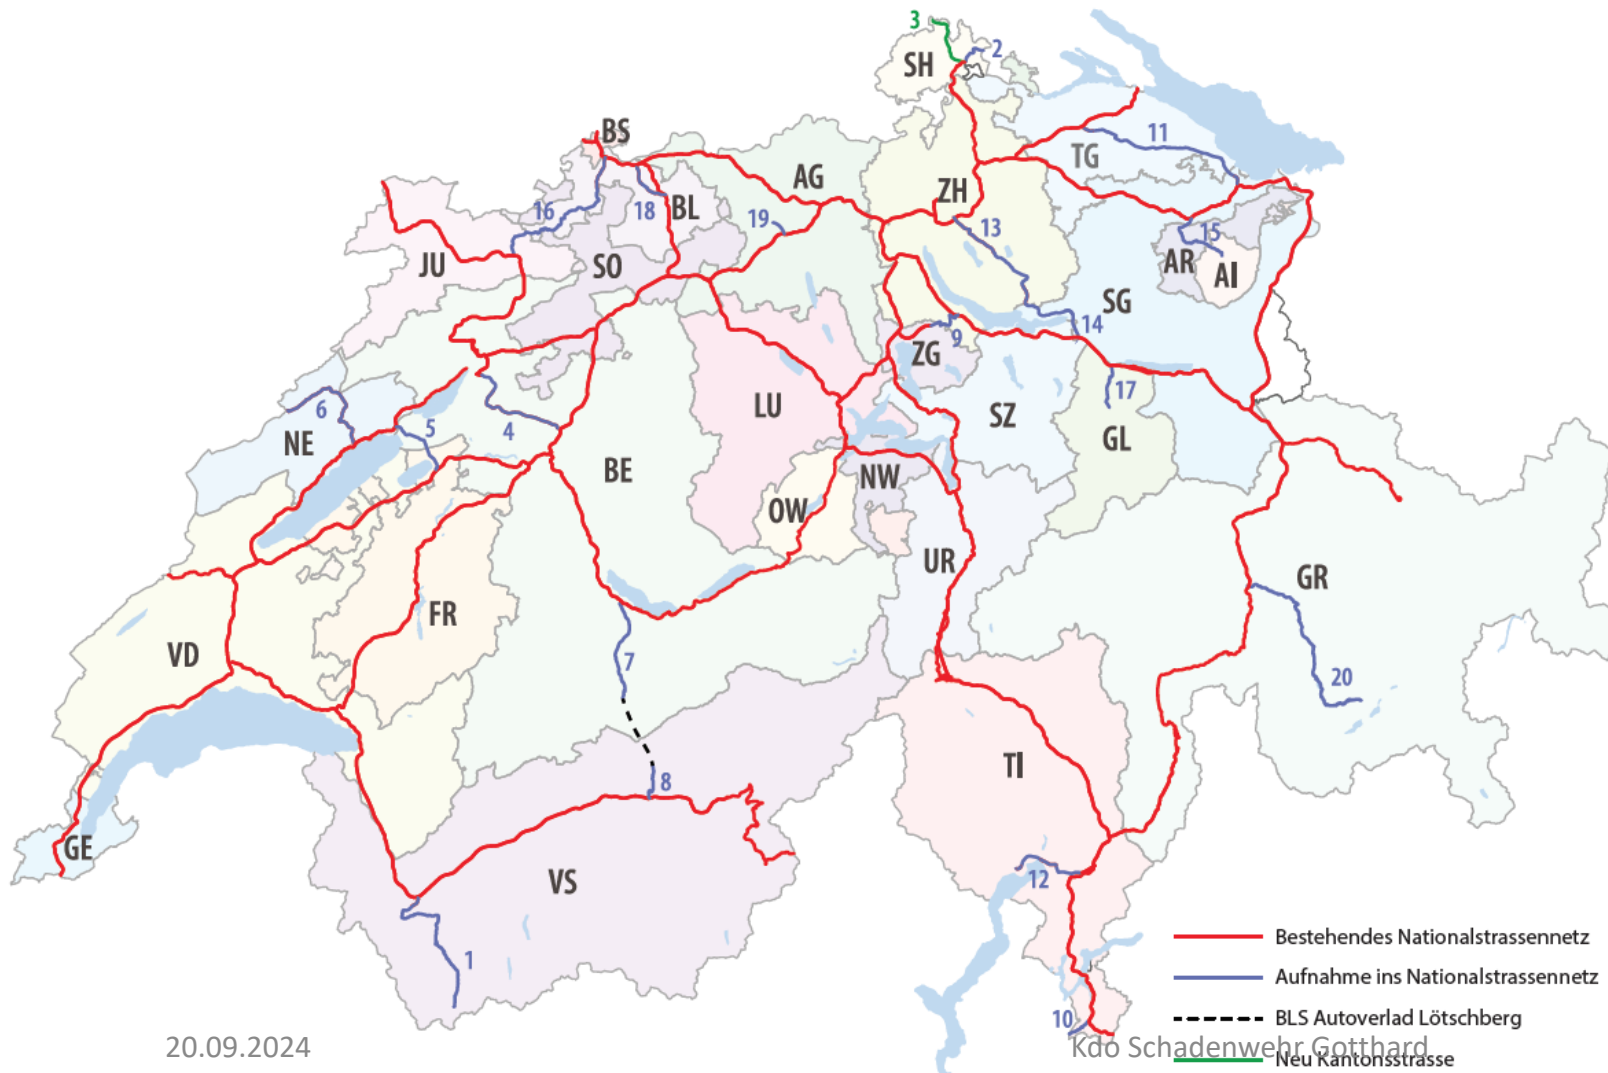 3
2
SH
BS
11
TG
AG
ZH
16
18
BL
19
13
15
AR
AI
JU
SO
SG
14
9
ZG
17
6
5
4
NE
LU
SZ
GL
BE
NW
OW
UR
GR
FR
VD
7
20
TI
8
GE
12
VS
1
10
Bestehendes Nationalstrassennetz
Aufnahme ins Nationalstrassennetz
BLS Autoverlad Lötschberg
Neu Kantonsstrasse
20.09.2024
Kdo Schadenwehr Gotthard